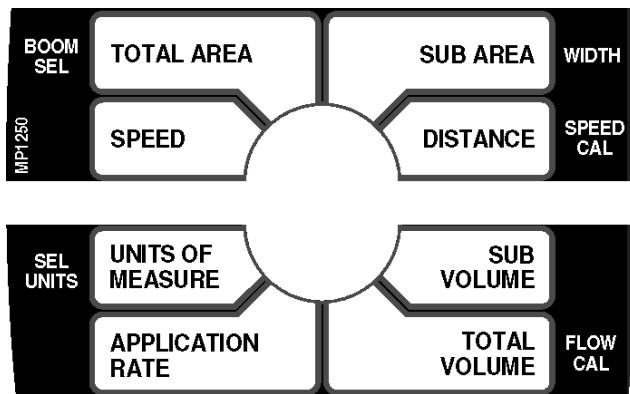 BOOM
SEL
TOTAL AREA
SUB AREA
WIDTH
MP1250
SPEED
DISTANCE
SPEED
CAL
SEL
UNITS
UNITS OF
MEASURE
SUB
VOLUME
APPLICATION
RATE
TOTAL
VOLUME
FLOW
CAL